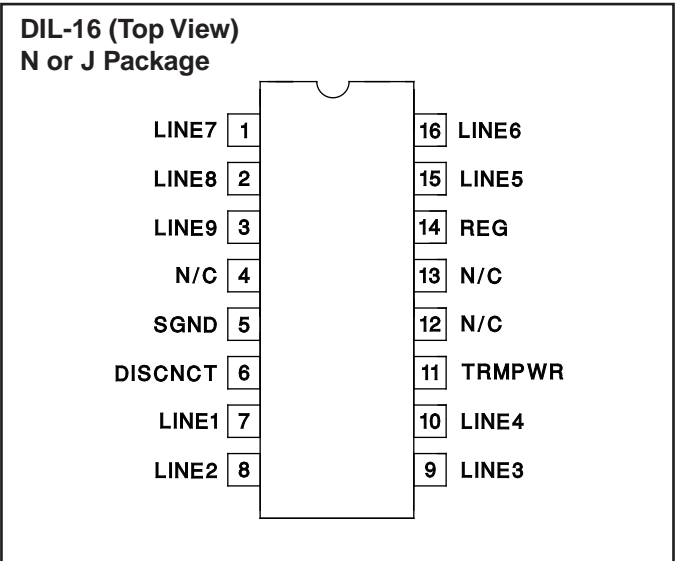 DIL-16 (Top View)
N or J Package
LINE7 1 16 LINE6
LINE8 2 15 LINE5
LINE9 3 14 REG
N/C 4 13 N/C
SGND 5 12 N/C
DISCNCT 6 11 TRMPWR
LINE1 7 10 LINE4
LINE2 8 9 LINE3